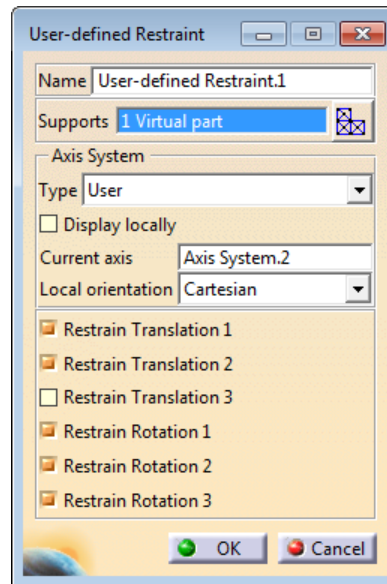 User-defined Restraint
Name User-defined Restraint.1
Supports 1 Virtual part
Axis System
Type User
Display locally
Current axis Axis System.2
Local orientation Cartesian
Restrain Translation 1
Restrain Translation 2
Restrain Translation 3
Restrain Rotation 1
Restrain Rotation 2
Restrain Rotation 3
OK Cancel